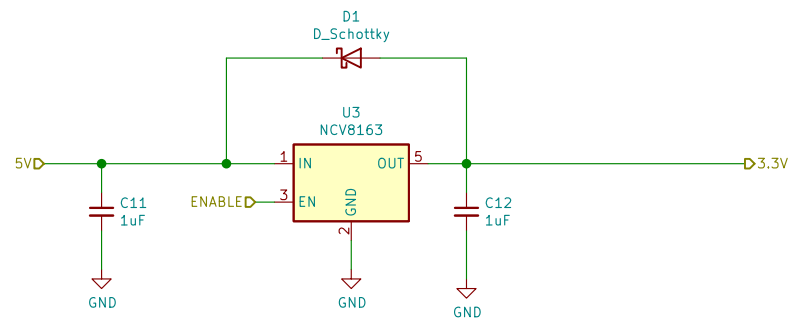 D1
D_Schottky
U3
NCV8163
5V
1
IN
OUT
5
3.3V
ENABLE
3
EN
GND
2
C11
1uF
C12
1uF
GND
GND
GND